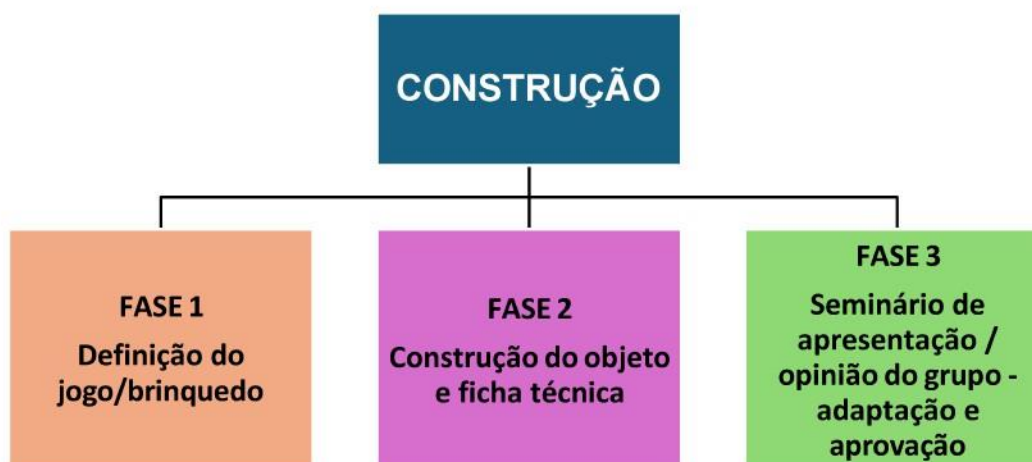 CONSTRUÇÃO
FASE 1
Definição do
jogo/brinquedo
FASE 2
Construção do objeto
e ficha técnica
FASE 3
Seminário de
apresentação /
opinião do grupo -
adaptação e
aprovação